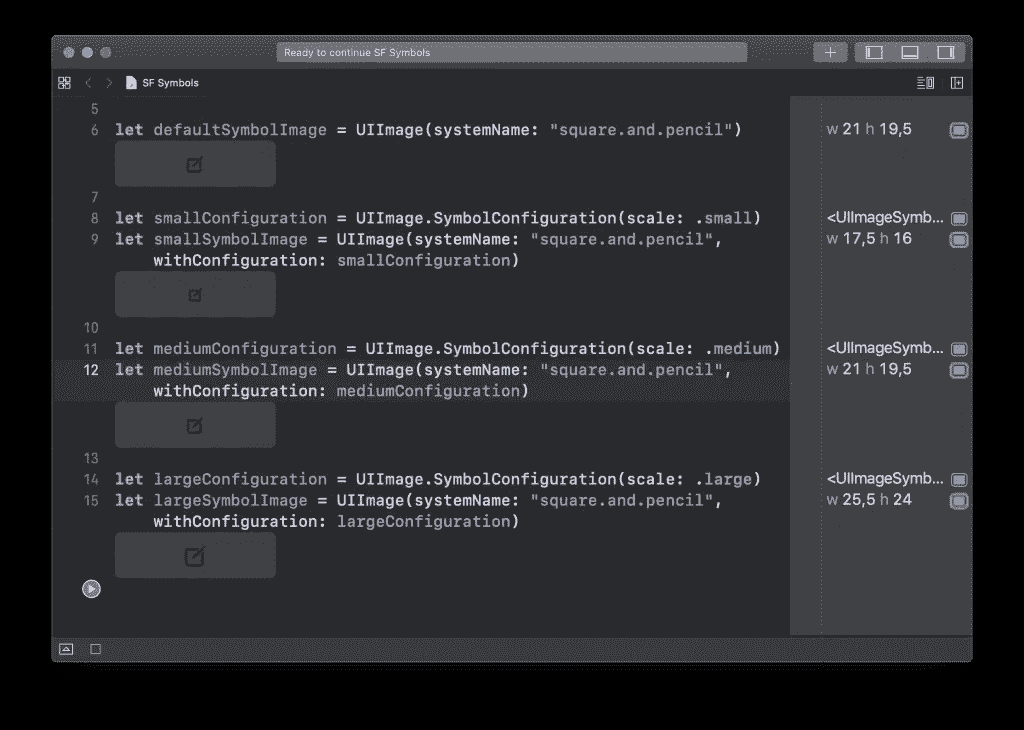 Ready to continue SF Symbols
SF Symbols
5
6 let defaultSymbolImage = UIImage(systemName: "square.and.pencil") w 21 h 19,5
7
8 let smallConfiguration = UIImage.SymbolConfiguration(scale: .small) <UIImageSymb...
9 let smallSymbolImage = UIImage(systemName: "square.and.pencil", w 17,5 h 16
withConfiguration: smallConfiguration)
10
11 let mediumConfiguration = UIImage.SymbolConfiguration(scale: .medium) <UIImageSymb...
12 let mediumSymbolImage = UIImage(systemName: "square.and.pencil", w 21 h 19,5
withConfiguration: mediumConfiguration)
13
14 let largeConfiguration = UIImage.SymbolConfiguration(scale: .large) <UIImageSymb...
15 let largeSymbolImage = UIImage(systemName: "square.and.pencil", w 25,5 h 24
withConfiguration: largeConfiguration)